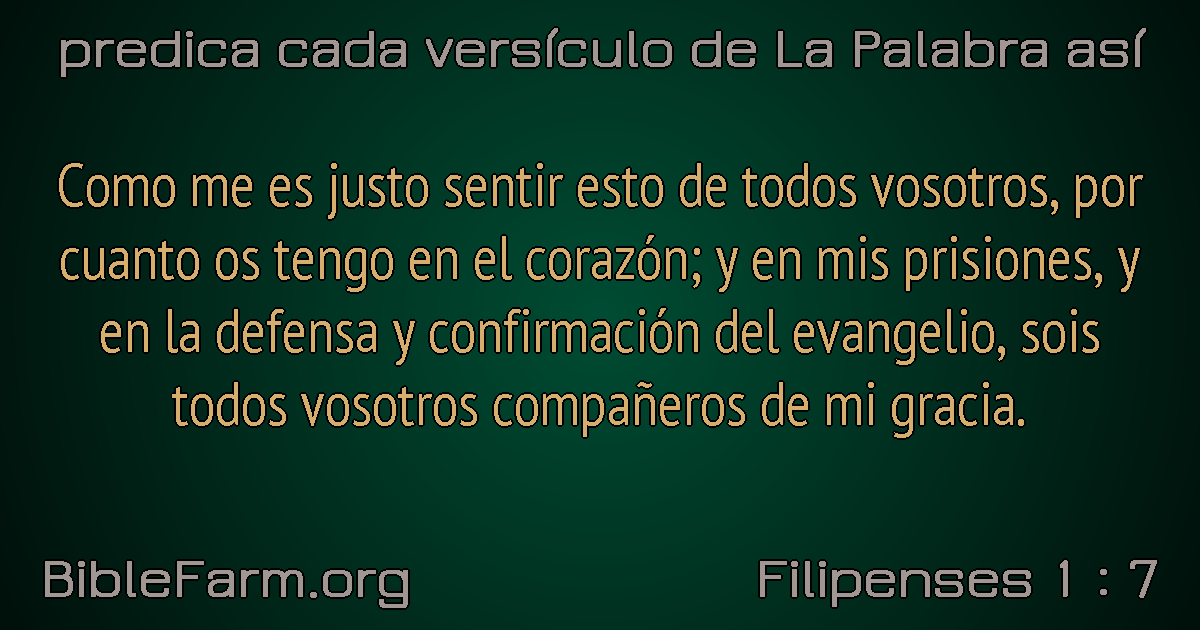 predica cada versículo de La Palabra así
Como me es justo sentir esto de todos vosotros, por
cuanto os tengo en el corazón; y en mis prisiones, y
en la defensa y confirmación del evangelio, sois
todos vosotros compañeros de mi gracia.
BibleFarm.org
Filipenses 1 : 7